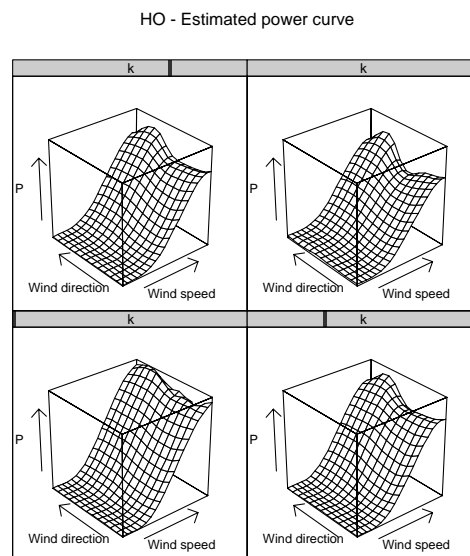 HO - Estimated power curve
k
k
P
Wind direction
Wind speed
P
Wind direction
Wind speed
k
k
P
Wind direction
Wind speed
P
Wind direction
Wind speed